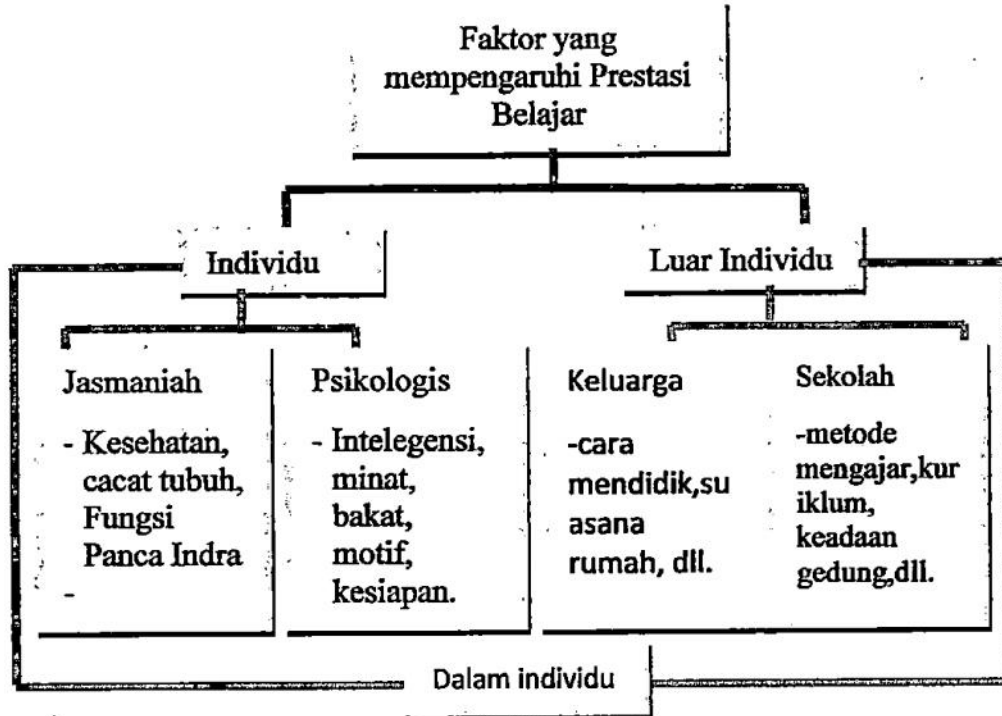 Faktor yang
mempengaruhi Prestasi
Belajar
Individu
Luar Individu
Jasmaniah
- Kesehatan,
cacat tubuh,
Fungsi
Panca Indra
-
Psikologis
- Intelegensi,
minat,
bakat,
motif,
kesiapan.
Keluarga
-cara
mendidik,su
asana
rumah, dll.
Sekolah
-metode
mengajar,kur
iklum,
keadaan
gedung,dll.
Dalam individu